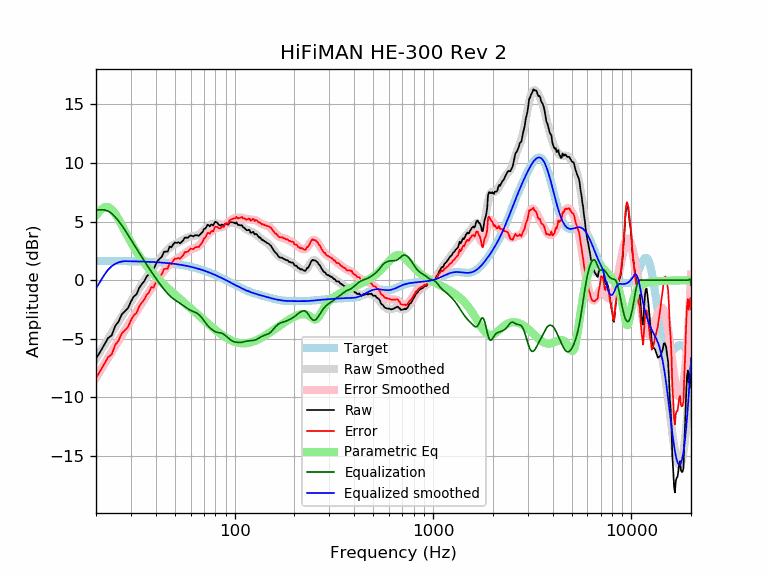 HiFiMAN HE-300 Rev 2
15
10
5
0
−5
−10
−15
Amplitude (dBr)
Target
Raw Smoothed
Error Smoothed
Raw
Error
Parametric Eq
Equalization
Equalized smoothed
100 1000 10000
Frequency (Hz)